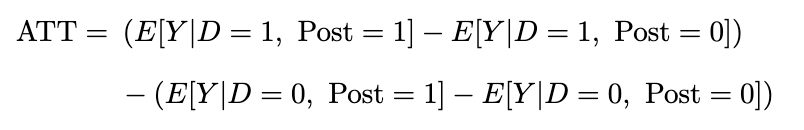 ATT = (E[Y|D = 1, Post = 1] − E[Y|D = 1, Post = 0])
− (E[Y|D = 0, Post = 1] − E[Y|D = 0, Post = 0])